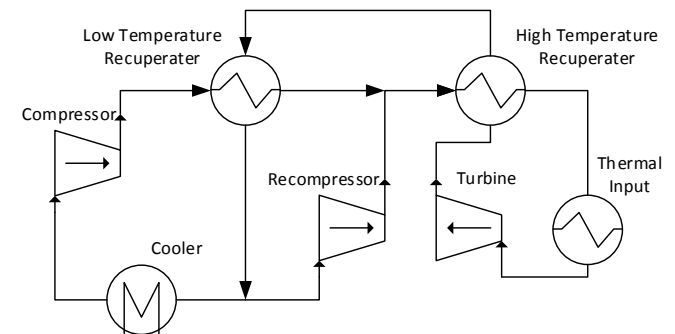 Low Temperature
Recuperater
High Temperature
Recuperater
Compressor
Recompressor
Turbine
Thermal
Input
Cooler